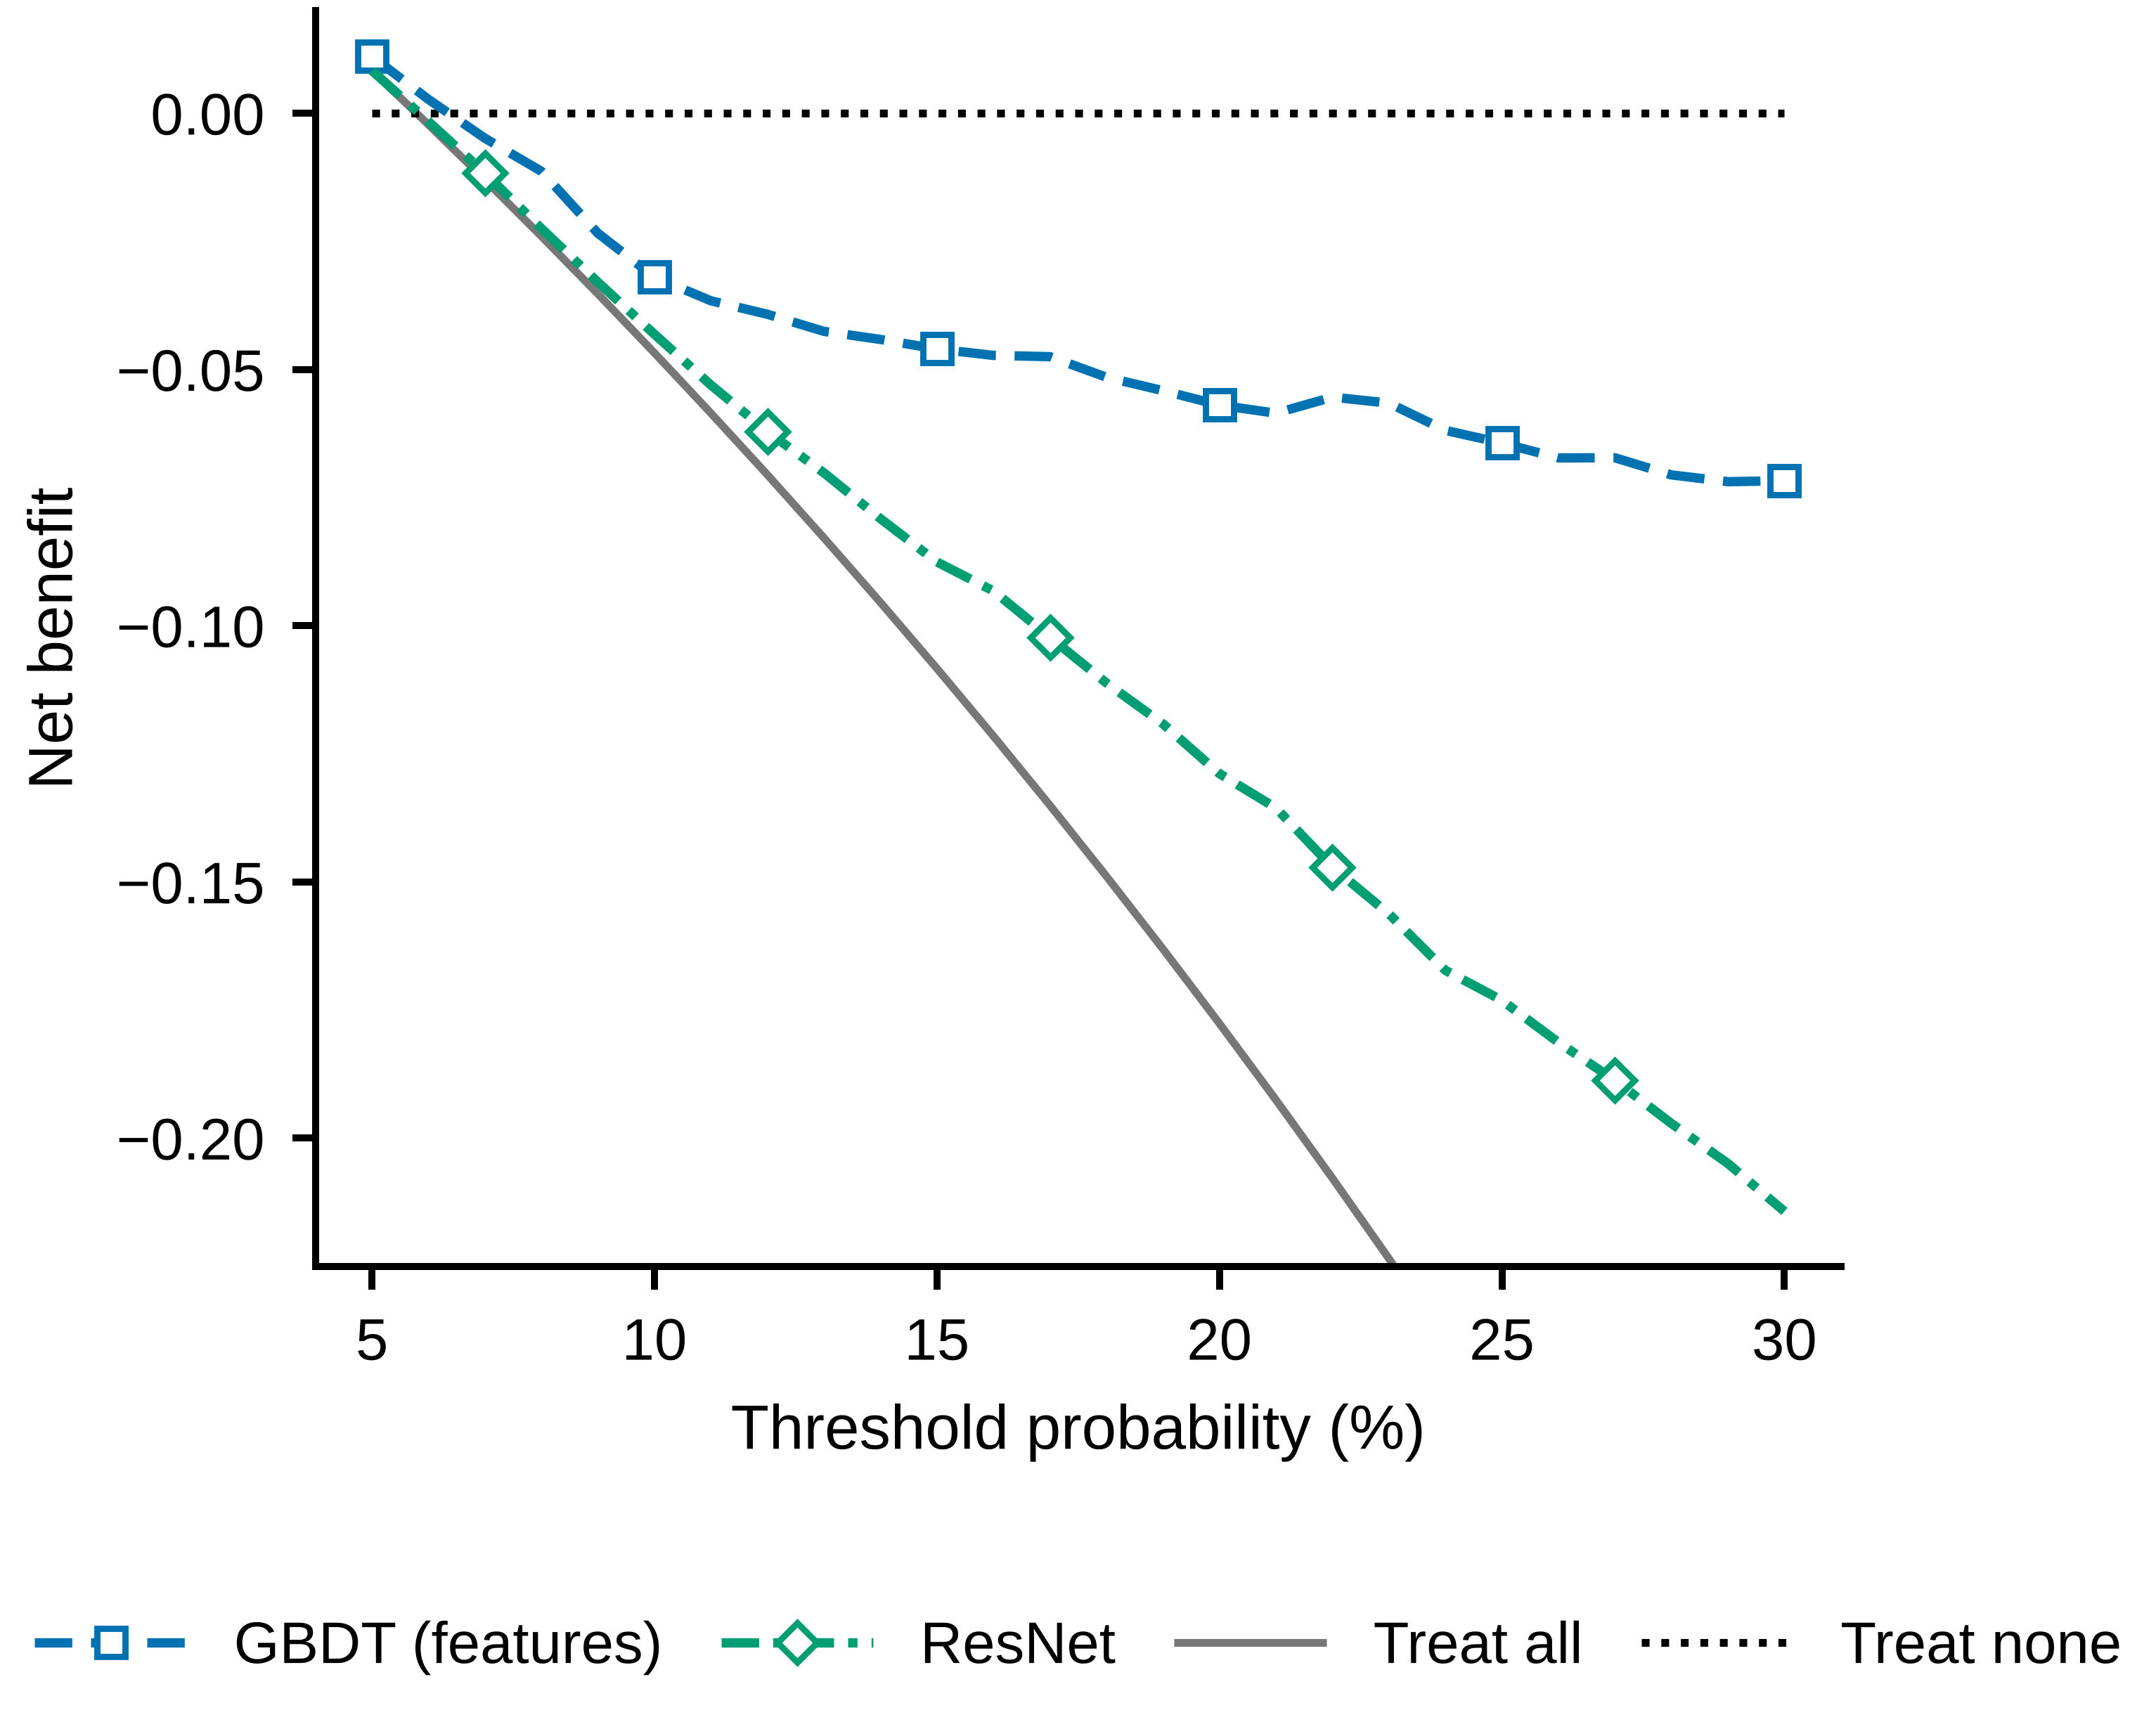 0.00
−0.05
−0.10
−0.15
−0.20
Net benefit
5 10 15 20 25 30
Threshold probability (%)
GBDT (features) ResNet Treat all Treat none